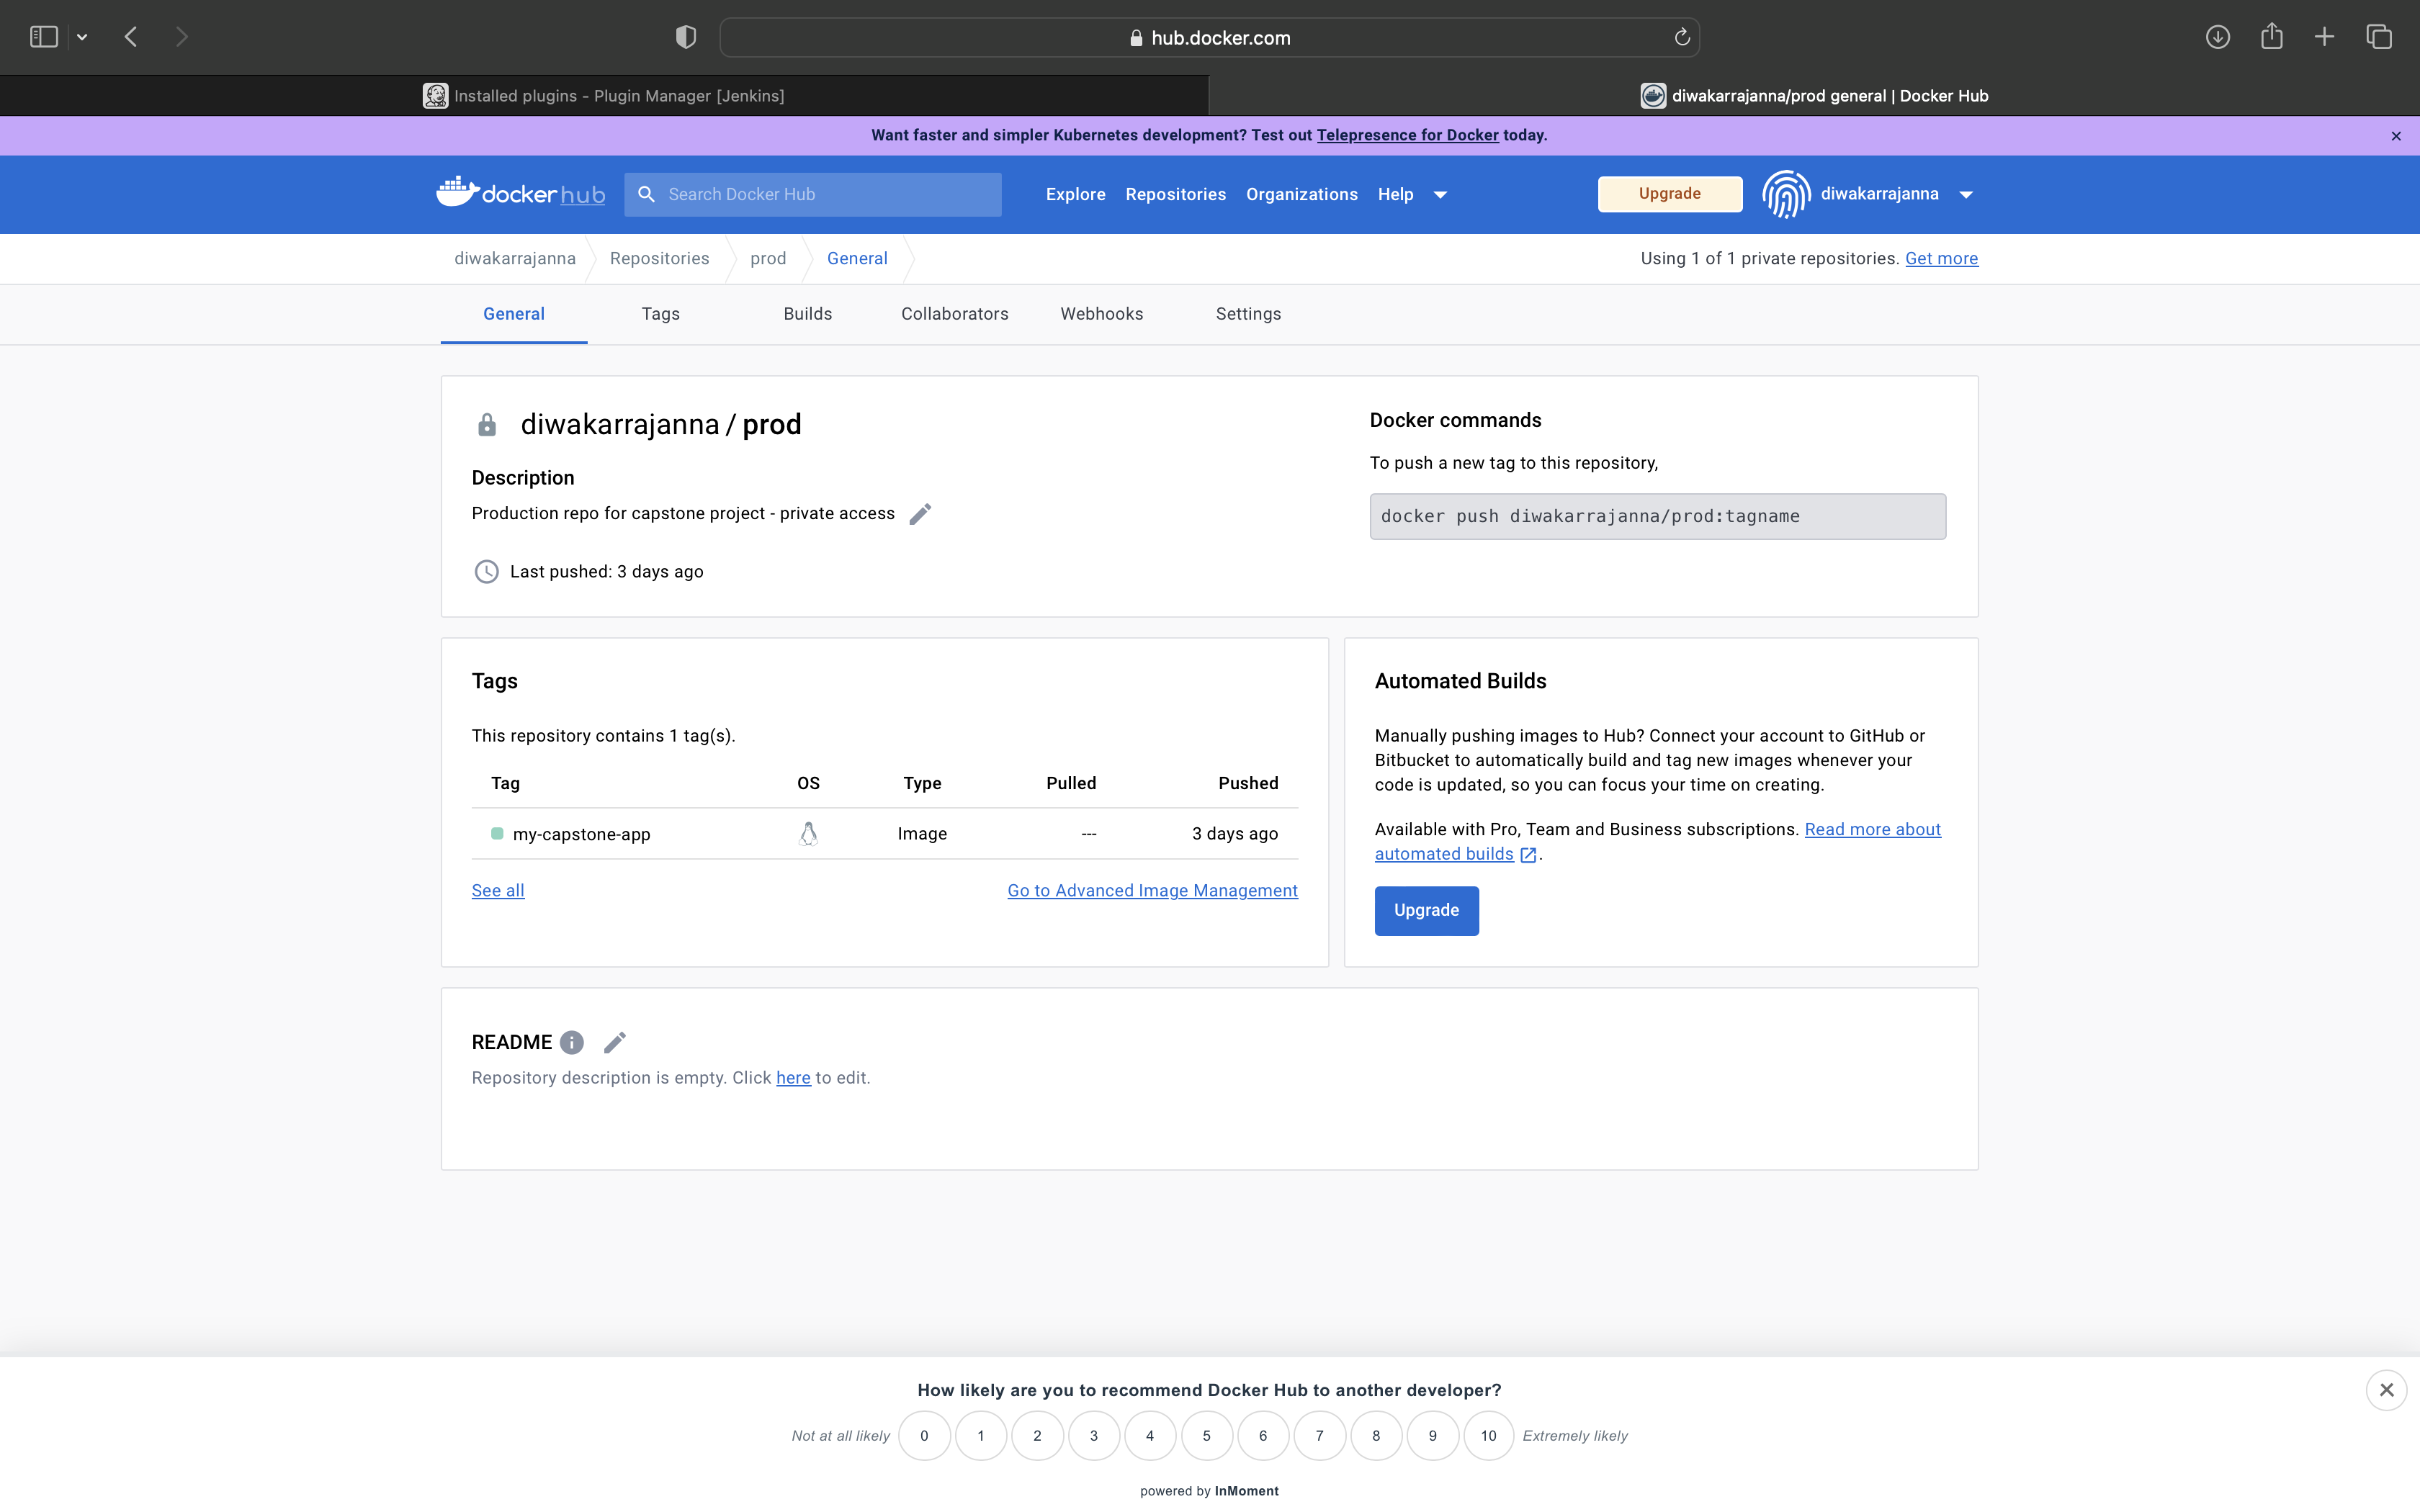 hub.docker.com
Installed plugins - Plugin Manager [Jenkins]
diwakarrajanna/prod general | Docker Hub
Want faster and simpler Kubernetes development? Test out Telepresence for Docker today.
docker hub
Search Docker Hub
Explore
Repositories
Organizations
Help
Upgrade
diwakarrajanna
diwakarrajanna
Repositories
prod
General
Using 1 of 1 private repositories. Get more
General
Tags
Builds
Collaborators
Webhooks
Settings
diwakarrajanna / prod
Description
Production repo for capstone project - private access
Last pushed: 3 days ago
Docker commands
To push a new tag to this repository,
docker push diwakarrajanna/prod:tagname
Tags
This repository contains 1 tag(s).
Tag OS Type Pulled Pushed
my-capstone-app Image --- 3 days ago
See all
Go to Advanced Image Management
Automated Builds
Manually pushing images to Hub? Connect your account to GitHub or
Bitbucket to automatically build and tag new images whenever your
code is updated, so you can focus your time on creating.
Available with Pro, Team and Business subscriptions. Read more about
automated builds .
Upgrade
README
Repository description is empty. Click here to edit.
How likely are you to recommend Docker Hub to another developer?
Not at all likely 0 1 2 3 4 5 6 7 8 9 10 Extremely likely
powered by InMoment